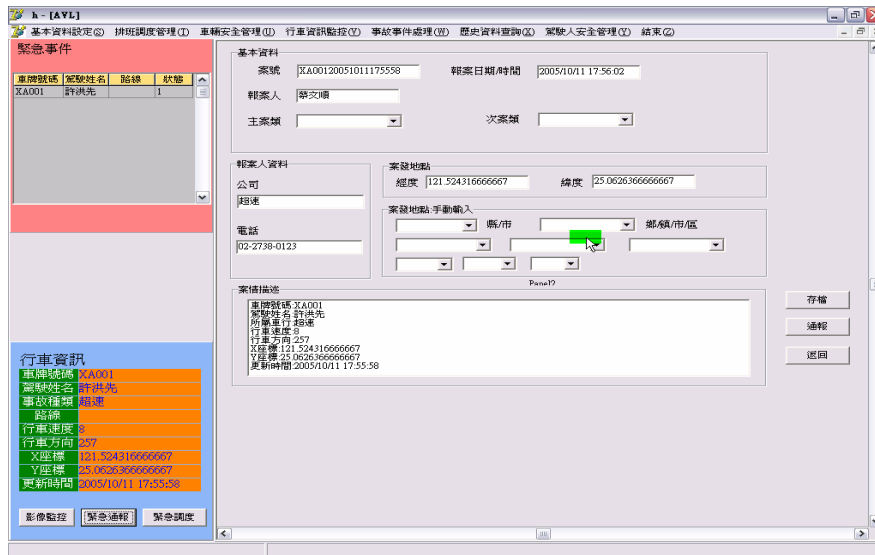 h - [AVL]
基本資料設定(S) 排班調度管理(T) 車輛安全管理(U) 行車資訊監控(V) 事故事件處理(W) 歷史資料查詢(X) 駕駛人安全管理(Y) 結束(Z)
緊急事件
車牌號碼 駕駛姓名 路線 狀態
XA001 許洪先 1
基本資料
案號 XA00120051011175558 報案日期/時間 2005/10/11 17:56:02
報案人 蔡文順
主案類 次案類
報案人資料
公司
超速
電話
02-2738-0123
案發地點
經度 121.524316666667 緯度 25.0626366666667
案發地點-手動輸入
縣/市 鄉/鎮/市/區
Panel2
案情描述
車牌號碼:XA001
駕駛姓名:許洪先
所屬車行:超速
行車速度:8
行車方向:257
X座標:121.524316666667
Y座標:25.0626366666667
更新時間:2005/10/11 17:55:58
存檔
通報
返回
行車資訊
車牌號碼 XA001
駕駛姓名 許洪先
事故種類 超速
路線
行車速度 8
行車方向 257
X座標 121.524316666667
Y座標 25.0626366666667
更新時間 2005/10/11 17:55:58
影像監控 緊急通報 緊急調度